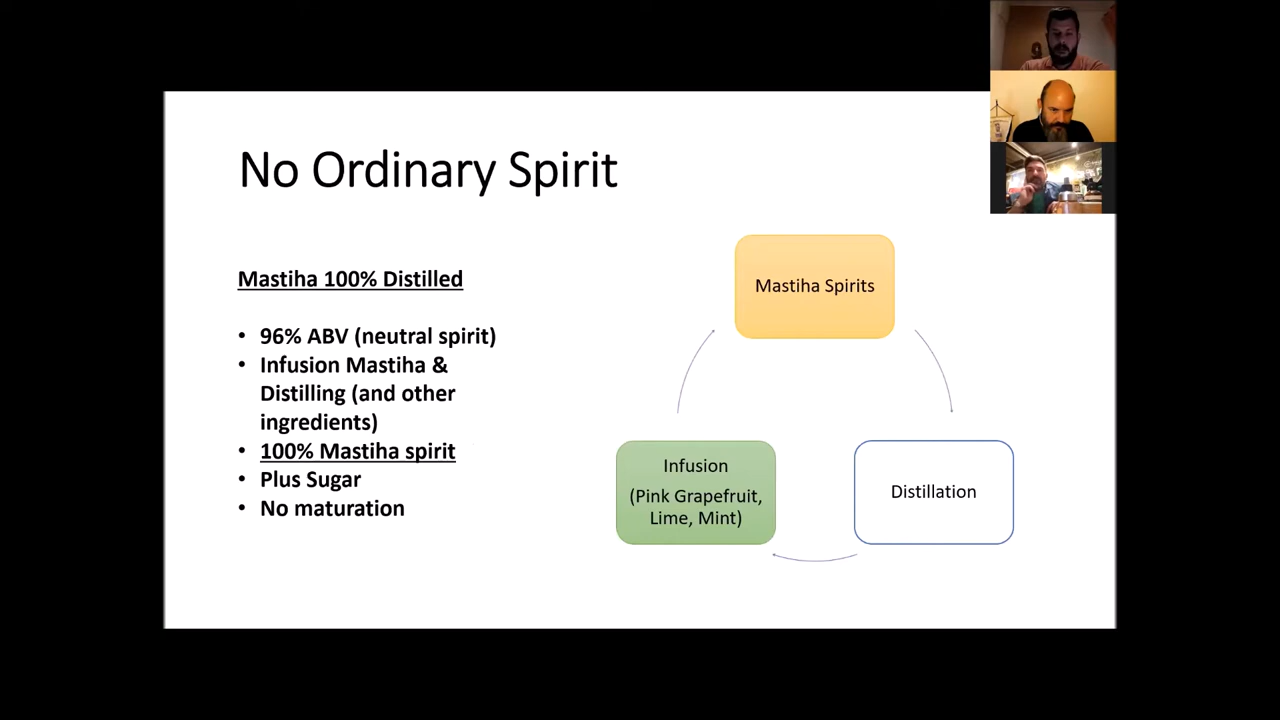 No Ordinary Spirit
Mastiha 100% Distilled
• 96% ABV (neutral spirit)
• Infusion Mastiha &
Distilling (and other
ingredients)
• 100% Mastiha spirit
• Plus Sugar
• No maturation
Mastiha Spirits
Infusion
(Pink Grapefruit,
Lime, Mint)
Distillation